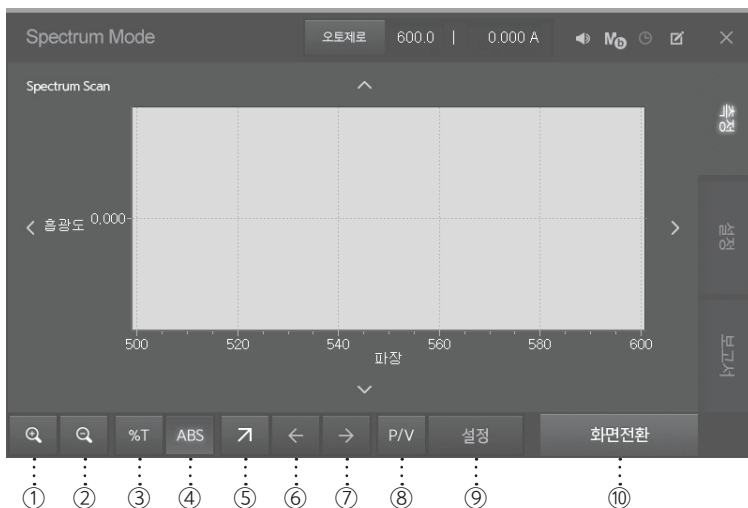 Spectrum Mode 오토제로 600.0 | 0.000 A Mb
Spectrum Scan
측정
흡광도 0,000
설정
500 520 540 560 580 600
파장
보고서
%T ABS P/V 설정 화면전환
① ② ③ ④ ⑤ ⑥ ⑦ ⑧ ⑨ ⑩